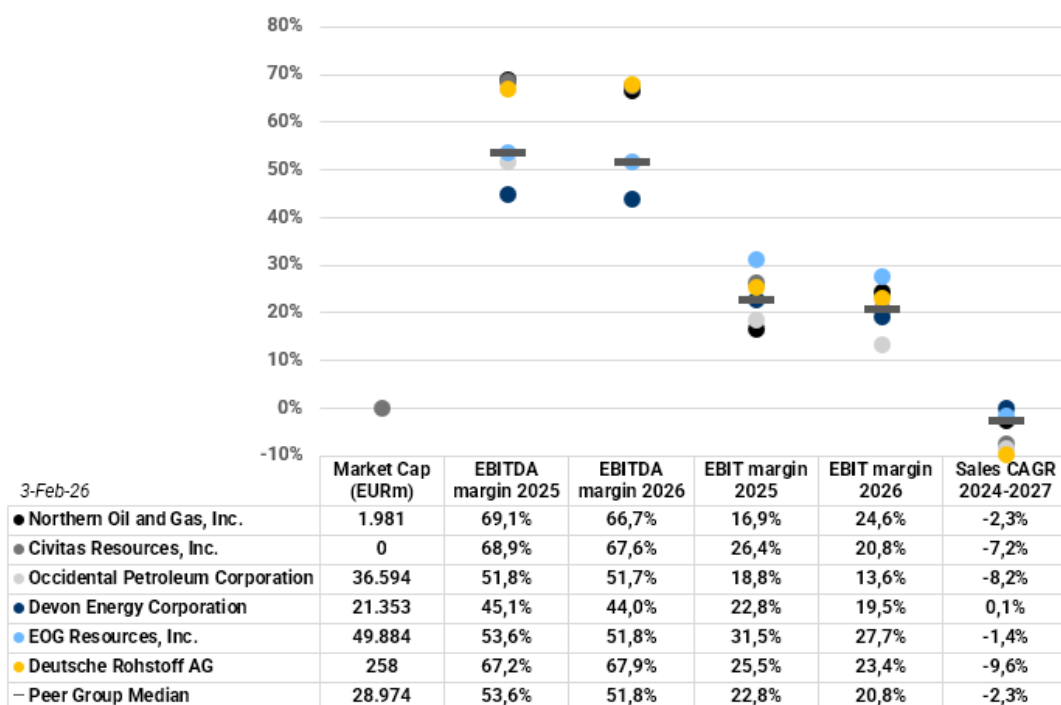 80%
70%
60%
50%
40%
30%
20%
10%
0%
-10%
3-Feb-26 Market Cap (EURm) EBITDA margin 2025 EBITDA margin 2026 EBIT margin 2025 EBIT margin 2026 Sales CAGR 2024-2027
Northern Oil and Gas, Inc. 1.981 69,1% 66,7% 16,9% 24,6% -2,3%
Civitas Resources, Inc. 0 68,9% 67,6% 26,4% 20,8% -7,2%
Occidental Petroleum Corporation 36.594 51,8% 51,7% 18,8% 13,6% -8,2%
Devon Energy Corporation 21.353 45,1% 44,0% 22,8% 19,5% 0,1%
EOG Resources, Inc. 49.884 53,6% 51,8% 31,5% 27,7% -1,4%
Deutsche Rohstoff AG 258 67,2% 67,9% 25,5% 23,4% -9,6%
Peer Group Median 28.974 53,6% 51,8% 22,8% 20,8% -2,3%